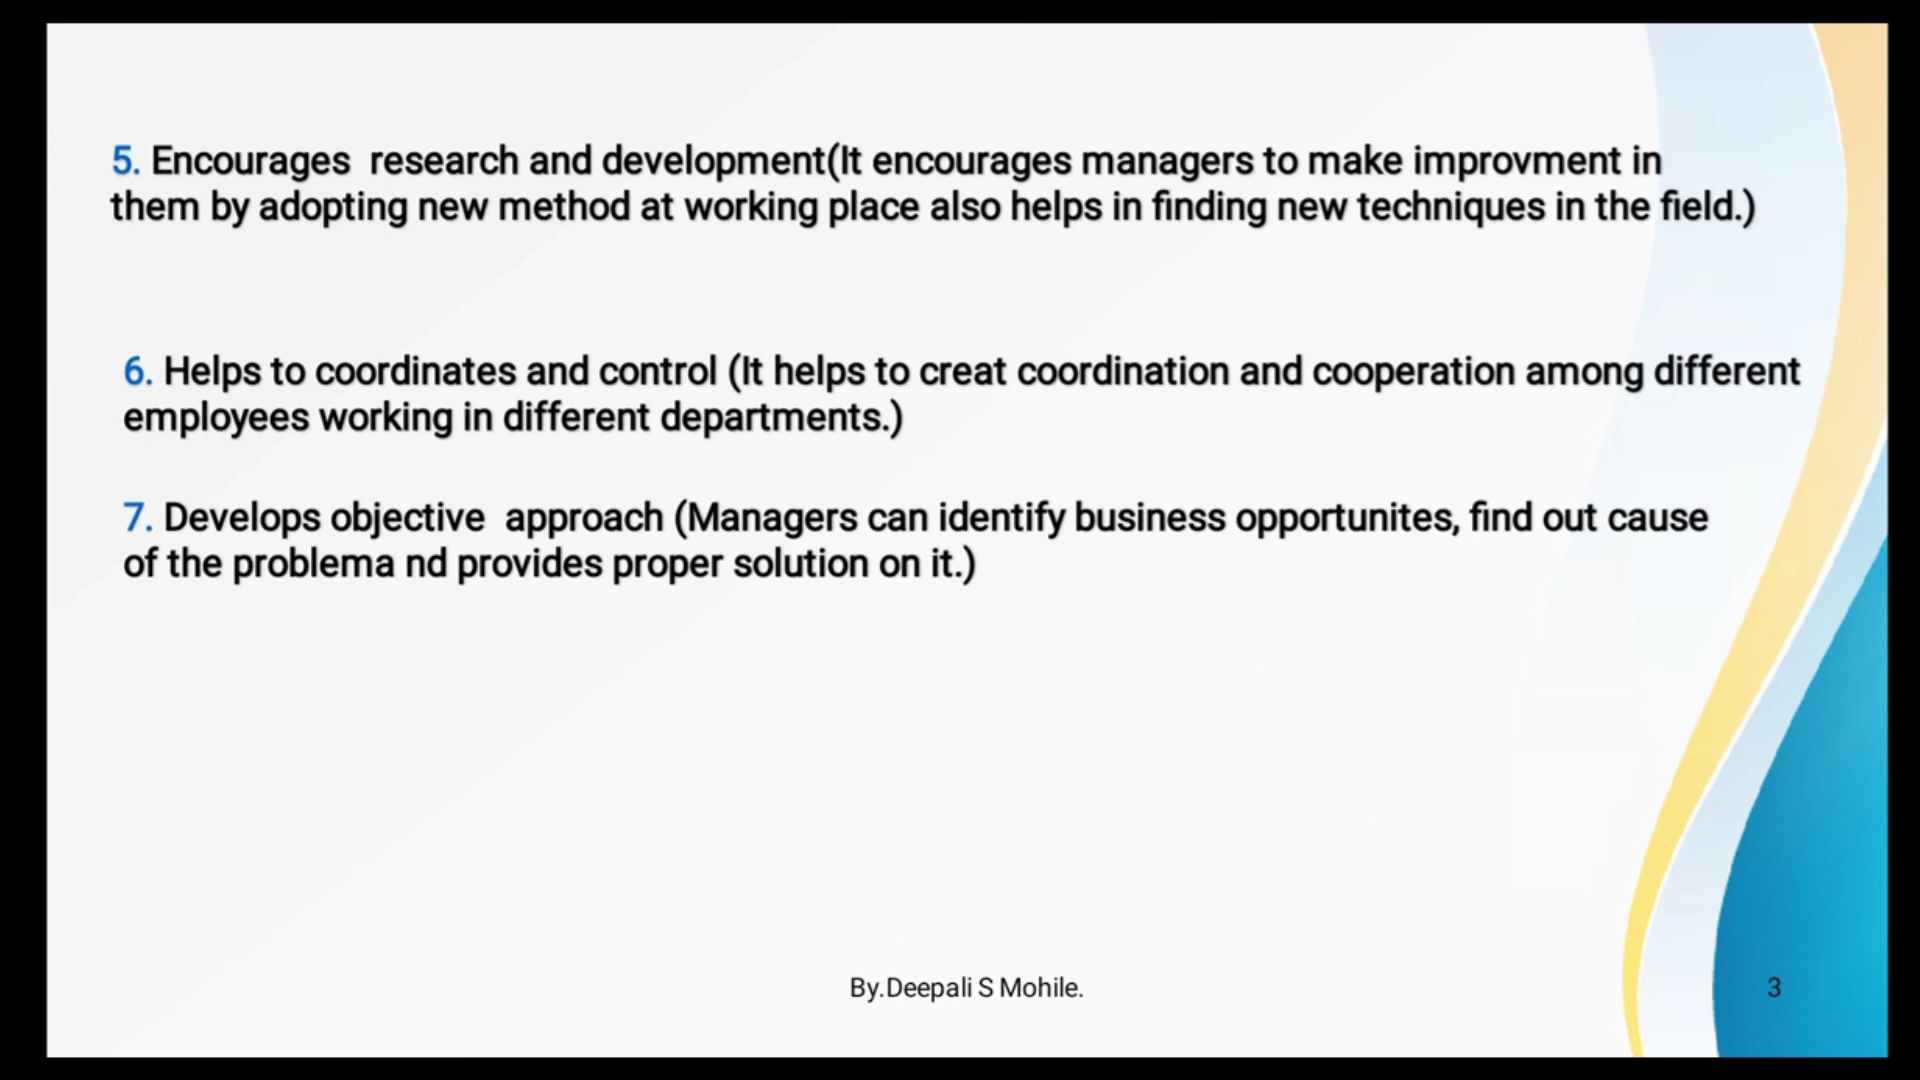 5. Encourages  research and development(It encourages managers to make improvment in
them by adopting new method at working place also helps in finding new techniques in the field.)
6. Helps to coordinates and control (It helps to creat coordination and cooperation among different
employees working in different departments.)
7. Develops objective  approach (Managers can identify business opportunites, find out cause
of the problema nd provides proper solution on it.)
By.Deepali S Mohile.
3